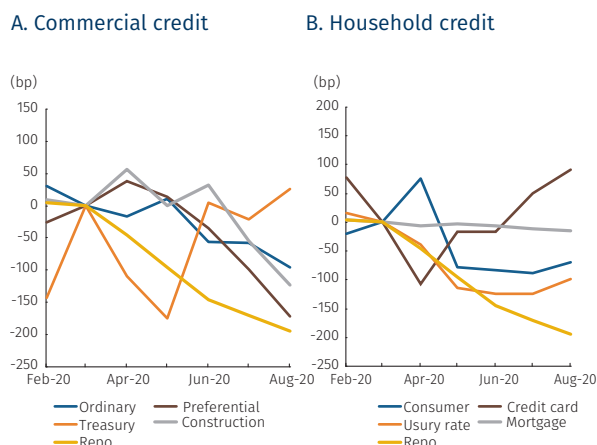 A. Commercial credit
(bp)
150
100
50
0
-50
-100
-150
-200
-250
Feb-20 Apr-20 Jun-20 Aug-20
Ordinary Preferential
Treasury Construction
Repo
B. Household credit
(bp)
200
150
100
50
0
-50
-100
-150
-200
-250
Feb-20 Apr-20 Jun-20 Aug-20
Consumer Credit card
Usury rate Mortgage
Repo